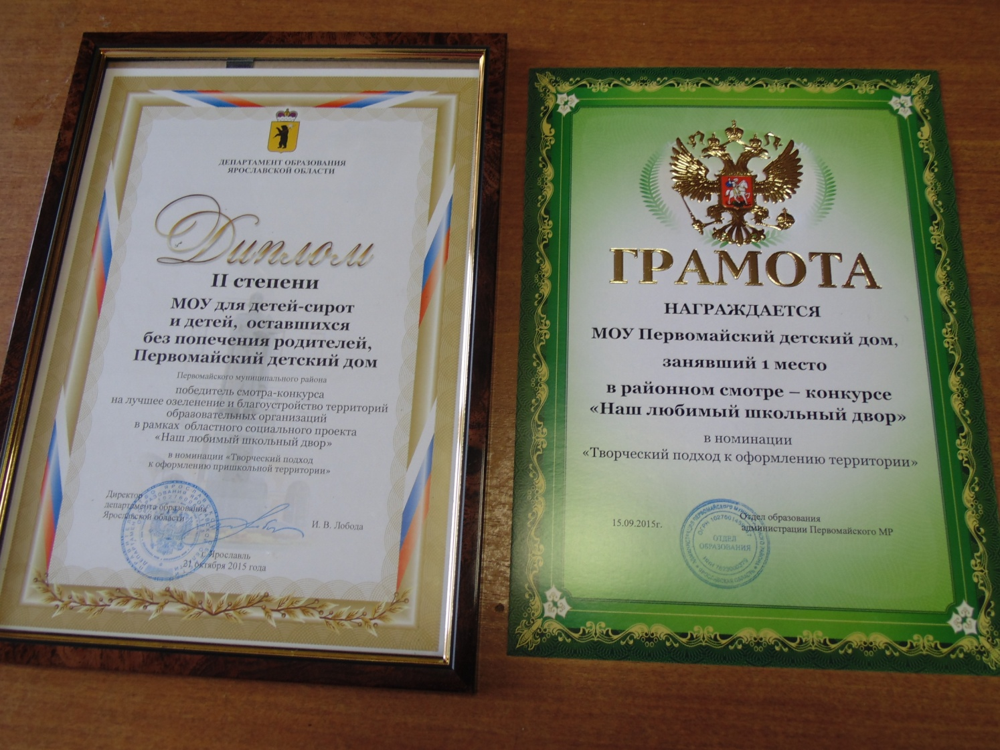 ДЕПАРТАМЕНТ ОБРАЗОВАНИЯ
ЯРОСЛАВСКОЙ ОБЛАСТИ
Диплом
II степени
МОУ для детей-сирот
и детей, оставшихся
без попечения родителей,
Первомайский детский дом
Первомайского муниципального района
победитель смотра-конкурса
на лучшее озеленение и благоустройство территорий
образовательных организаций
в рамках областного социального проекта
«Наш любимый школьный двор»
в номинации «Творческий подход
к оформлению пришкольной территории»
Директор
департамента образования
Ярославской области
И. В. Лобода
г. Ярославль
21 октября 2015 года
ГРАМОТА
НАГРАЖДАЕТСЯ
МОУ Первомайский детский дом,
занявший 1 место
в районном смотре – конкурсе
«Наш любимый школьный двор»
в номинации
«Творческий подход к оформлению территории»
15.09.2015г.
Отдел образования
администрации Первомайского МР
ОТДЕЛ
ОБРАЗОВАНИЯ